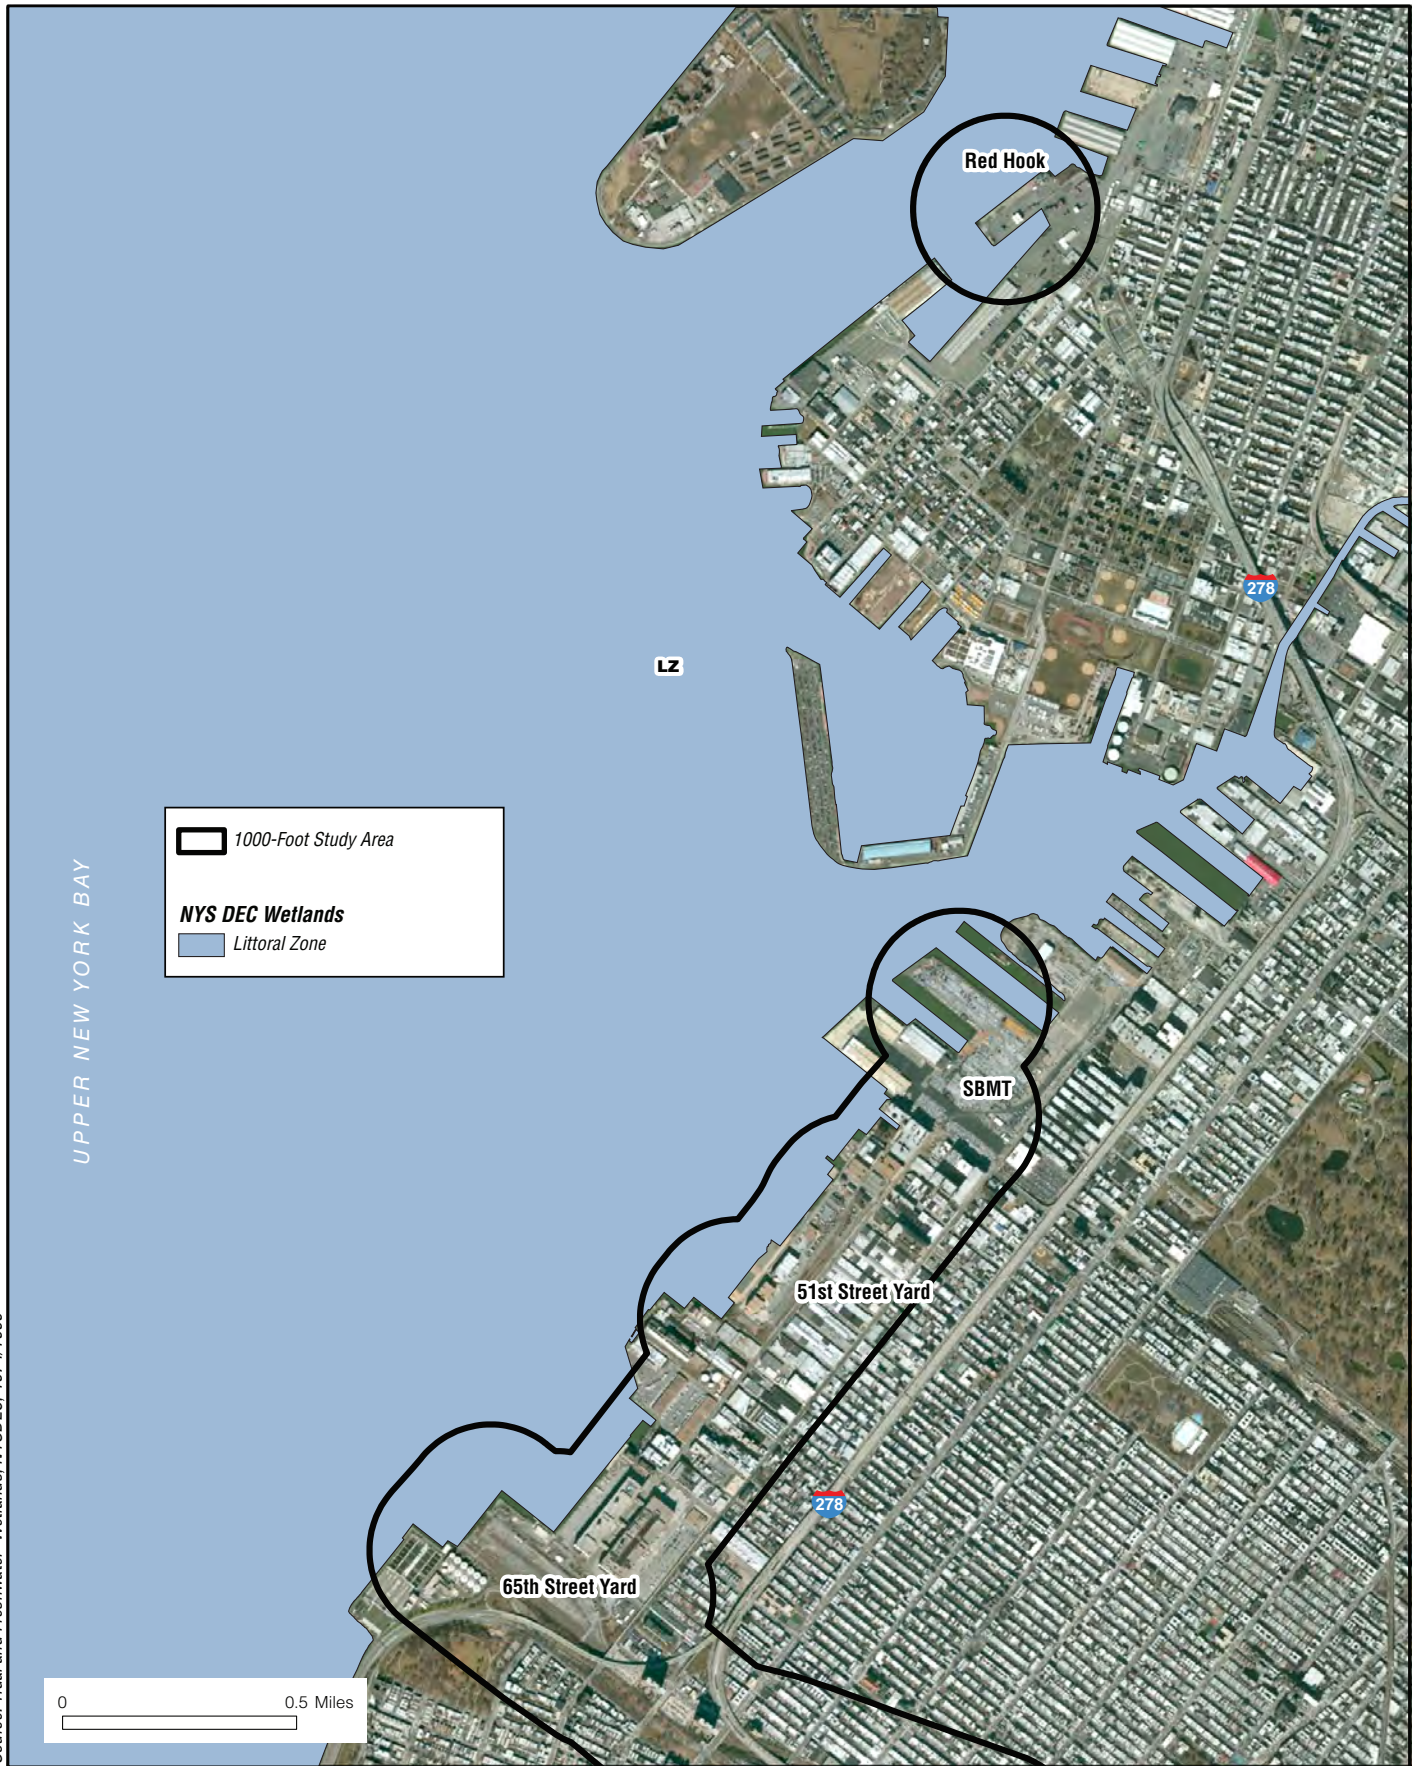 Red Hook
278
LZ
1000-Foot Study Area
NYS DEC Wetlands
Littoral Zone
UPPER NEW YORK BAY
SBMT
51st Street Yard
278
65th Street Yard
0 0.5 Miles